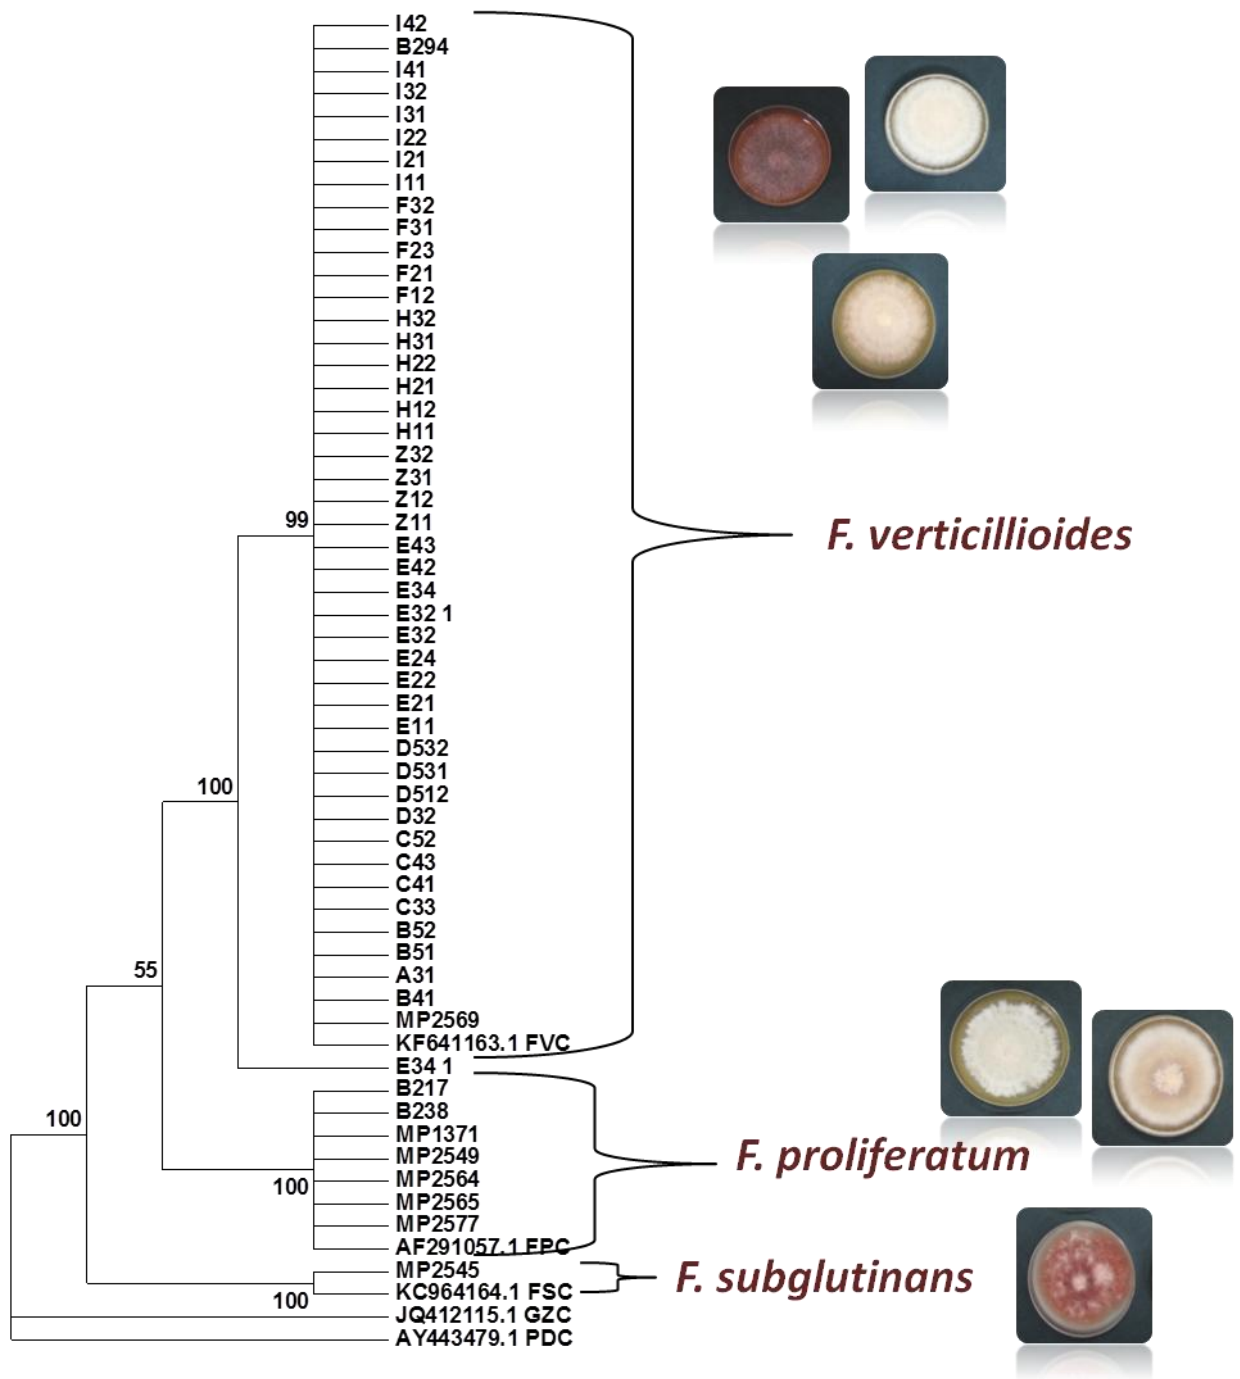 I42
B294
I41
I32
I31
I22
I21
I11
F32
F31
F23
F21
F12
H32
H31
H22
H21
H12
H11
Z32
Z31
Z12
Z11
99
F. verticillioides
E43
E42
E34
E32 1
E32
E24
E22
E21
E11
D532
D531
100
D512
D32
C52
C43
C41
C33
B52
B51
55
A31
B41
MP2569
KF641163.1 FVC
E34 1
B217
B238
100
MP1371
MP2549
F. proliferatum
MP2564
100
MP2565
MP2577
AF291057.1 FPC
MP2545
F. subglutinans
KC964164.1 FSC
100
JQ412115.1 GZC
AY443479.1 PDC